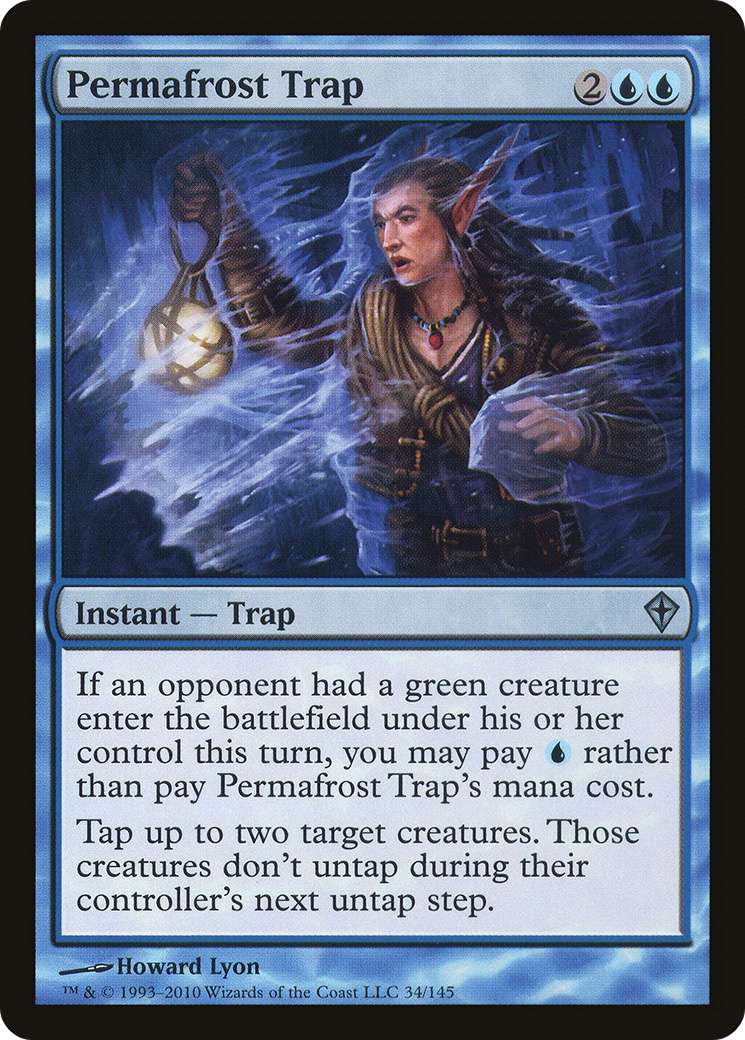 Permafrost Trap 2
Instant — Trap
If an opponent had a green creature
enter the battlefield under his or her
control this turn, you may pay rather
than pay Permafrost Trap's mana cost.
Tap up to two target creatures. Those
creatures don't untap during their
controller's next untap step.
Howard Lyon
™ & © 1993–2010 Wizards of the Coast LLC 34/145